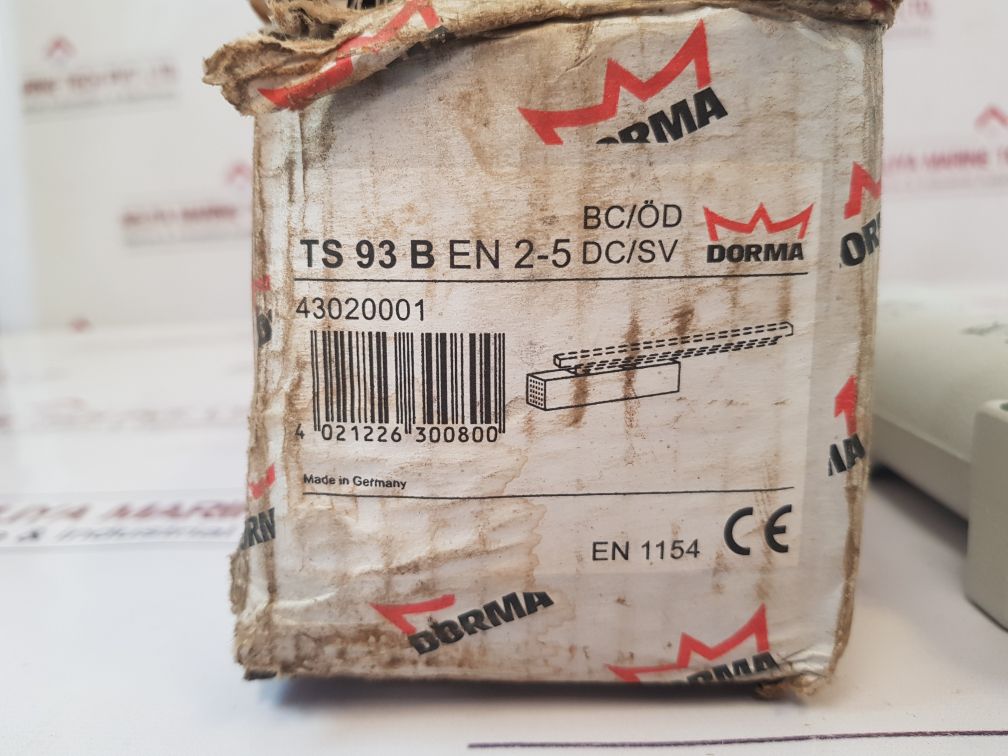 DORMA
BC/ÖD
TS 93 B EN 2-5 DC/SV
DORMA
43020001
4 021226 300800
Made in Germany
EN 1154 CE
DORMA
DORMA